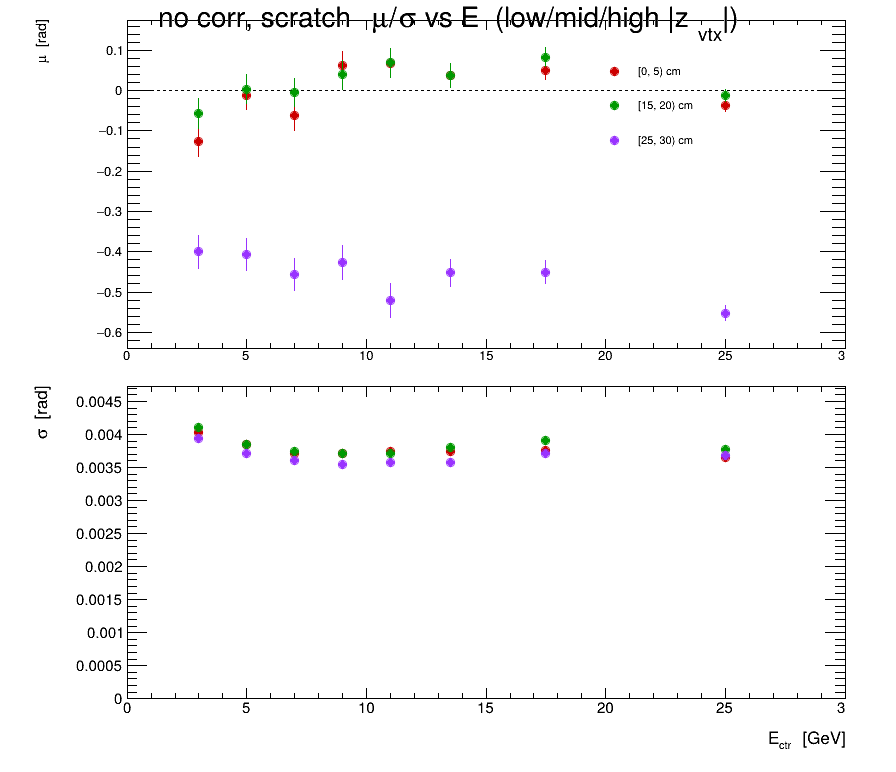 no corr, scratch μ/σ vs E (low/mid/high |z vtx|)
μ [rad]
0.1
0
−0.1
−0.2
−0.3
−0.4
−0.5
−0.6
[0, 5) cm
[15, 20) cm
[25, 30) cm
0 5 10 15 20 25 3
σ [rad]
0.0045
0.004
0.0035
0.003
0.0025
0.002
0.0015
0.001
0.0005
0
0 5 10 15 20 25 3
E ctr [GeV]